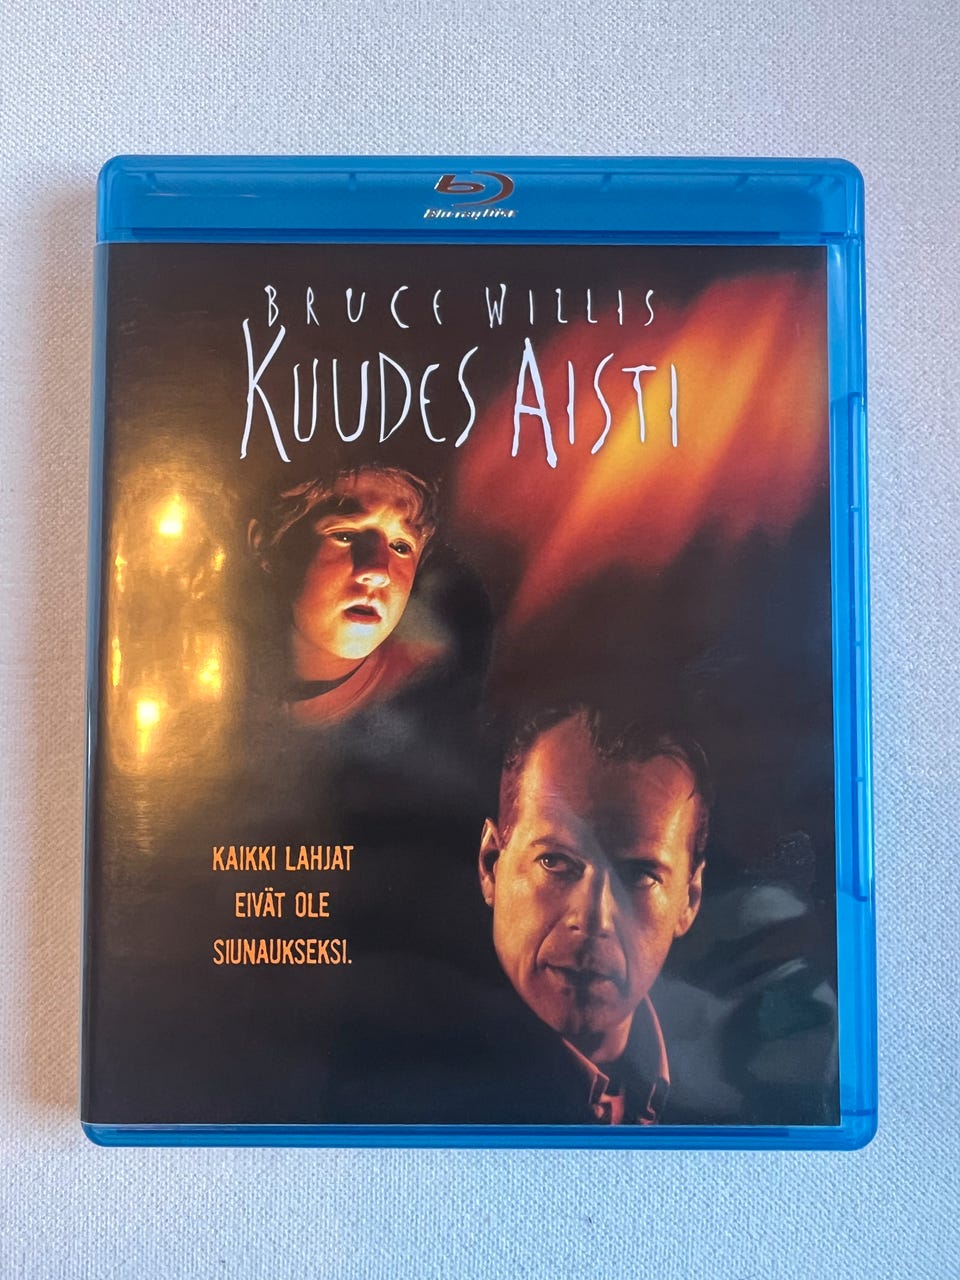 Blu-ray Disc
BRUCE WILLIS
KUUDES AISTI
KAIKKI LAHJAT
EIVÄT OLE
SIUNAUKSEKSI.